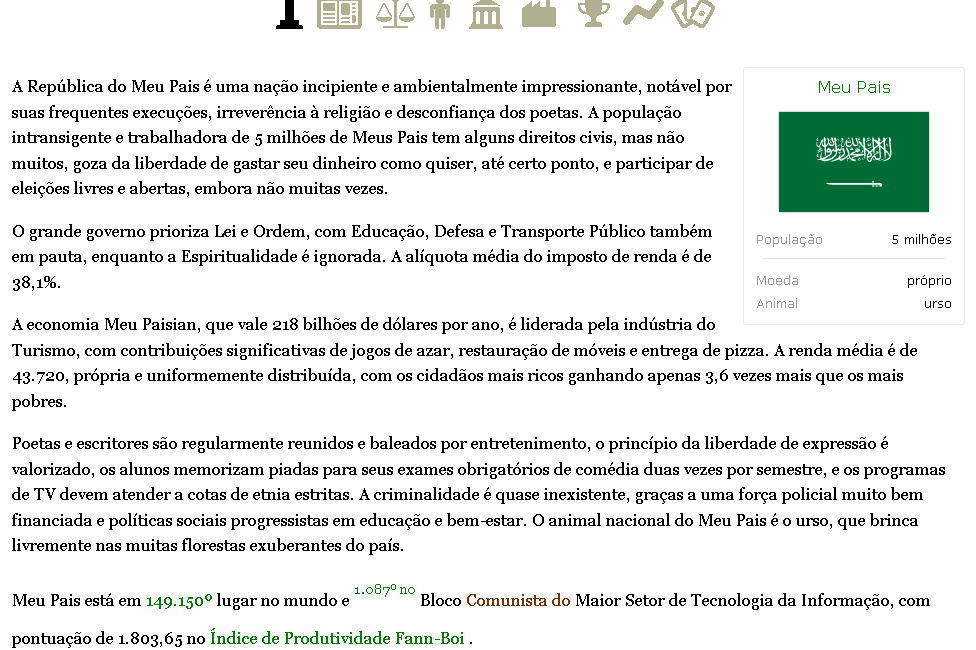 A República do Meu Pais é uma nação incipiente e ambientalmente impressionante, notável por
suas frequentes execuções, irreverência à religião e desconfiança dos poetas. A população
intransigente e trabalhadora de 5 milhões de Meus Pais tem alguns direitos civis, mas não
muitos, goza da liberdade de gastar seu dinheiro como quiser, até certo ponto, e participar de
eleições livres e abertas, embora não muitas vezes.
O grande governo prioriza Lei e Ordem, com Educação, Defesa e Transporte Público também
em pauta, enquanto a Espiritualidade é ignorada. A alíquota média do imposto de renda é de
38,1%.
Meu Pais
لا إله إلا الله محمد رسول الله
População 5 milhões
Moeda próprio
Animal urso
A economia Meu Paisian, que vale 218 bilhões de dólares por ano, é liderada pela indústria do
Turismo, com contribuições significativas de jogos de azar, restauração de móveis e entrega de pizza. A renda média é de
43.720, própria e uniformemente distribuída, com os cidadãos mais ricos ganhando apenas 3,6 vezes mais que os mais
pobres.
Poetas e escritores são regularmente reunidos e baleados por entretenimento, o princípio da liberdade de expressão é
valorizado, os alunos memorizam piadas para seus exames obrigatórios de comédia duas vezes por semestre, e os programas
de TV devem atender a cotas de etnia estritas. A criminalidade é quase inexistente, graças a uma força policial muito bem
financiada e políticas sociais progressistas em educação e bem-estar. O animal nacional do Meu Pais é o urso, que brinca
livremente nas muitas florestas exuberantes do país.
Meu Pais está em 149.150º lugar no mundo e 1.087º no Bloco Comunista do Maior Setor de Tecnologia da Informação, com
pontuação de 1.803,65 no Índice de Produtividade Fann-Boi .